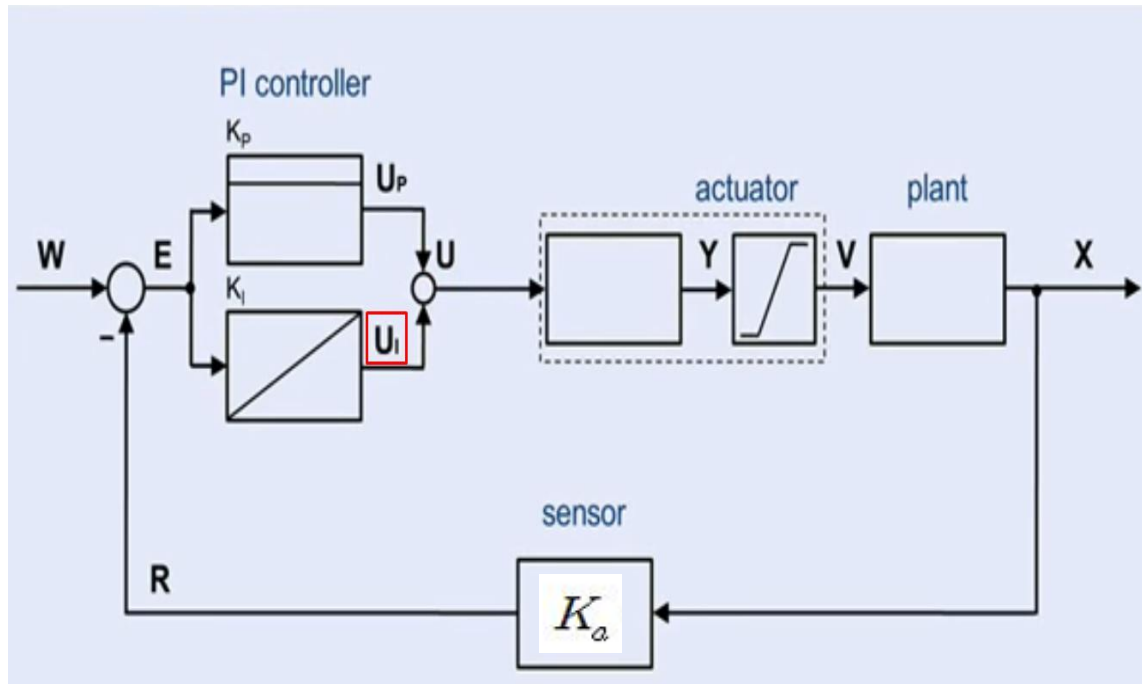 PI controller
KP
UP
actuator
plant
W
E
U
Y
V
X
KI
UI
sensor
R
Ka